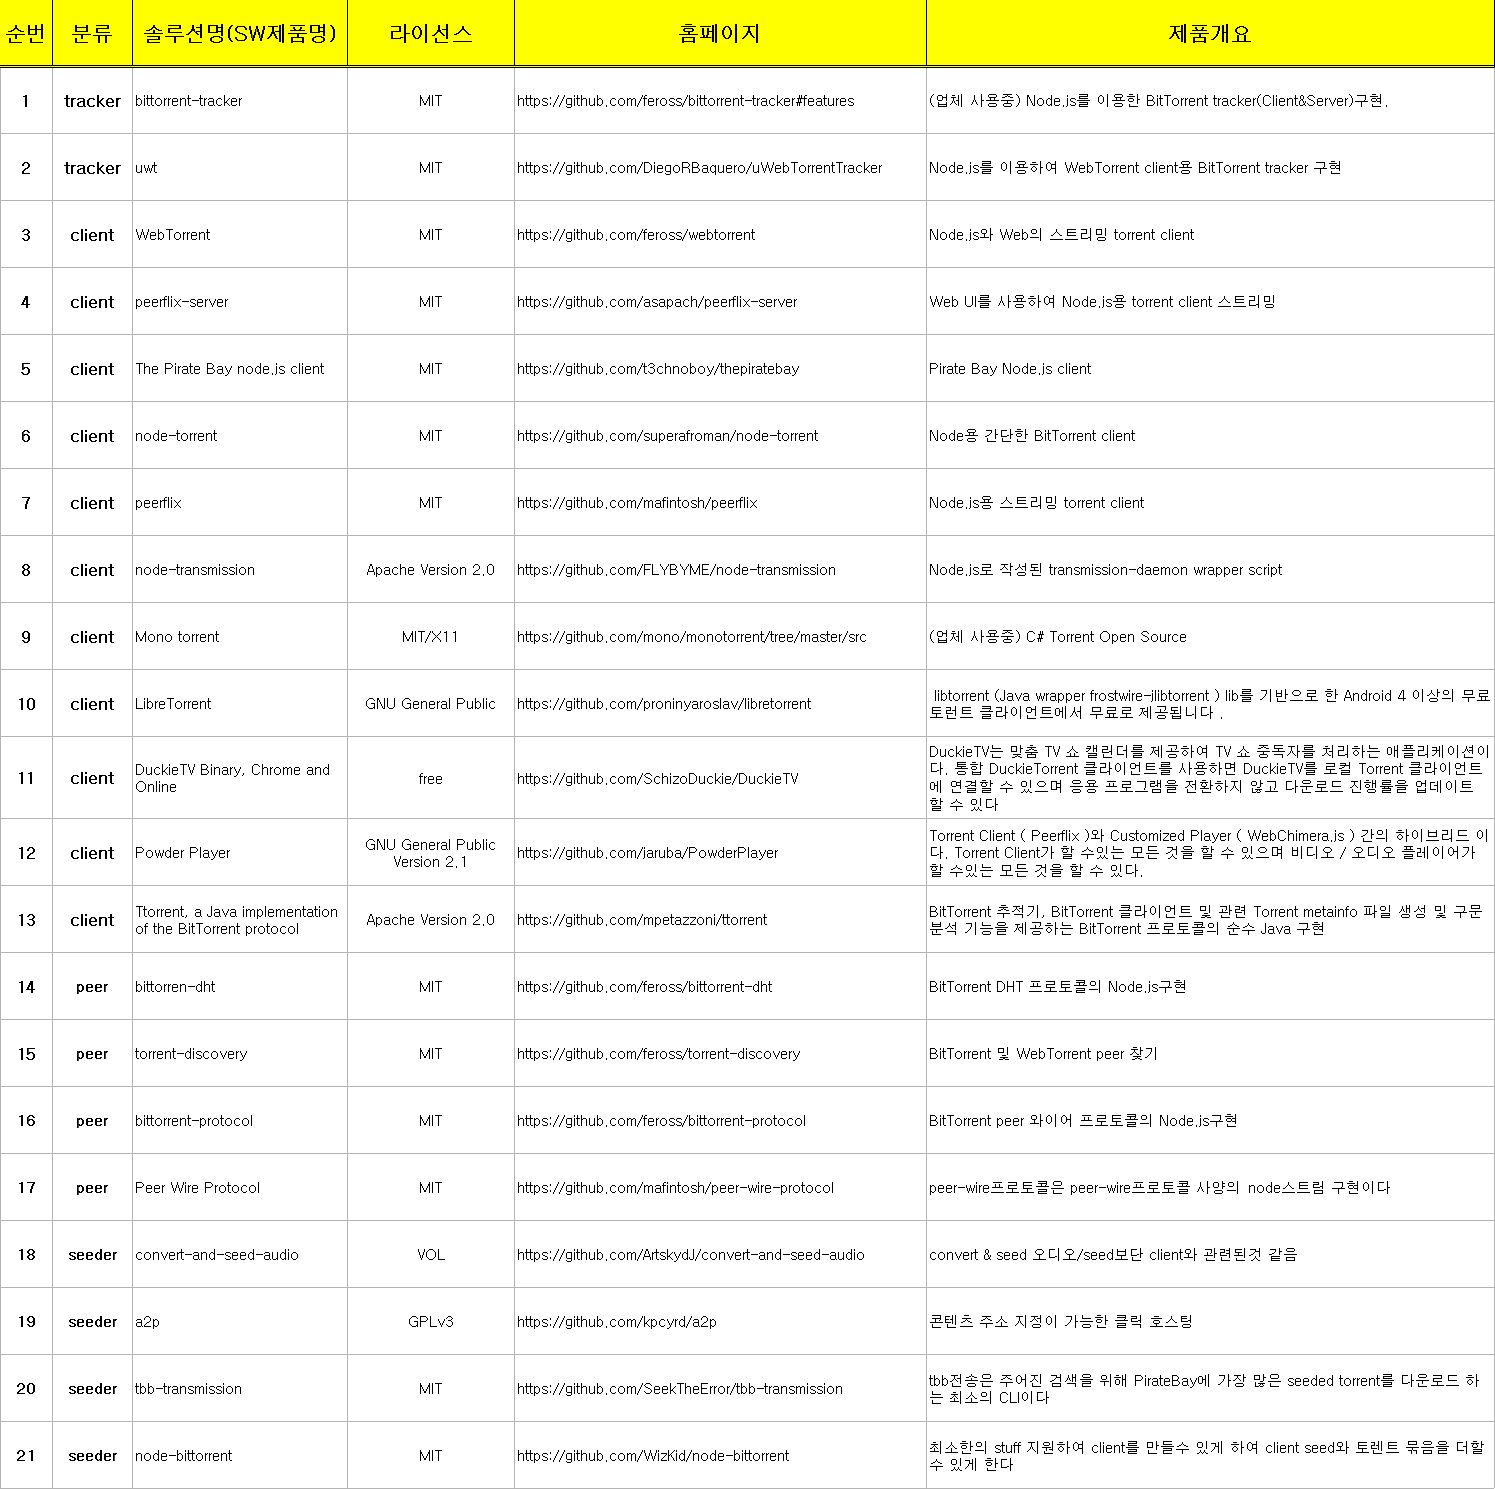 순번 분류 솔루션명(SW제품명) 라이선스 홈페이지 제품개요
1 tracker bittorrent-tracker MIT https://github.com/feross/bittorrent-tracker#features (업체 사용중) Node.js를 이용한 BitTorrent tracker(Client&Server)구현.
2 tracker uwt MIT https://github.com/DiegoRBaquero/uWebTorrentTracker Node.js를 이용하여 WebTorrent client용 BitTorrent tracker 구현
3 client WebTorrent MIT https://github.com/feross/webtorrent Node.js와 Web의 스트리밍 torrent client
4 client peerflix-server MIT https://github.com/asapach/peerflix-server Web UI를 사용하여 Node.js용 torrent client 스트리밍
5 client The Pirate Bay node.js client MIT https://github.com/t3chnoboy/thepiratebay Pirate Bay Node.js client
6 client node-torrent MIT https://github.com/superafroman/node-torrent Node용 간단한 BitTorrent client
7 client peerflix MIT https://github.com/mafintosh/peerflix Node.js용 스트리밍 torrent client
8 client node-transmission Apache Version 2.0 https://github.com/FLYBYME/node-transmission Node.js로 작성된 transmission-daemon wrapper script
9 client Mono torrent MIT/X11 https://github.com/mono/monotorrent/tree/master/src (업체 사용중) C# Torrent Open Source
10 client LibreTorrent GNU General Public https://github.com/proninyaroslav/libretorrent libtorrent (Java wrapper frostwire-jlibtorrent ) lib를 기반으로 한 Android 4 이상의 무료
토런트 클라이언트에서 무료로 제공됩니다 .
11 client DuckieTV Binary, Chrome and
Online
free https://github.com/SchizoDuckie/DuckieTV
DuckieTV는 맞춤 TV 쇼 캘린더를 제공하여 TV 쇼 중독자를 처리하는 애플리케이션이
다. 통합 DuckieTorrent 클라이언트를 사용하면 DuckieTV를 로컬 Torrent 클라이언트
에 연결할 수 있으며 응용 프로그램을 전환하지 않고 다운로드 진행률을 업데이트
할 수 있다
12 client Powder Player GNU General Public
Version 2.1
https://github.com/jaruba/PowderPlayer
Torrent Client ( Peerflix )와 Customized Player ( WebChimera.js ) 간의 하이브리드 이
다. Torrent Client가 할 수있는 모든 것을 할 수 있으며 비디오 / 오디오 플레이어가
할 수있는 모든 것을 할 수 있다.
13 client Ttorrent, a Java implementation
of the BitTorrent protocol
Apache Version 2.0 https://github.com/mpetazzoni/ttorrent
BitTorrent 추적기, BitTorrent 클라이언트 및 관련 Torrent metainfo 파일 생성 및 구문
분석 기능을 제공하는 BitTorrent 프로토콜의 순수 Java 구현
14 peer bittorren-dht MIT https://github.com/feross/bittorrent-dht BitTorrent DHT 프로토콜의 Node.js구현
15 peer torrent-discovery MIT https://github.com/feross/torrent-discovery BitTorrent 및 WebTorrent peer 찾기
16 peer bittorrent-protocol MIT https://github.com/feross/bittorrent-protocol BitTorrent peer 와이어 프로토콜의 Node.js구현
17 peer Peer Wire Protocol MIT https://github.com/mafintosh/peer-wire-protocol peer-wire프로토콜은 peer-wire프로토콜 사양의 node스트럼 구현이다
18 seeder convert-and-seed-audio VOL https://github.com/ArtskydJ/convert-and-seed-audio convert & seed 오디오/seed보단 client와 관련된것 같음
19 seeder a2p GPLv3 https://github.com/kpcyrd/a2p 콘텐츠 주소 지정이 가능한 클릭 호스팅
20 seeder tbb-transmission MIT https://github.com/SeekTheError/tbb-transmission tbb전송은 주어진 검색을 위해 PirateBay에 가장 많은 seeded torrent를 다운로드 하
는 최소의 CLI이다
21 seeder node-bittorrent MIT https://github.com/WizKid/node-bittorrent 최소한의 stuff 지원하여 client를 만들수 있게 하여 client seed와 토렌트 묶음을 더할
수 있게 한다